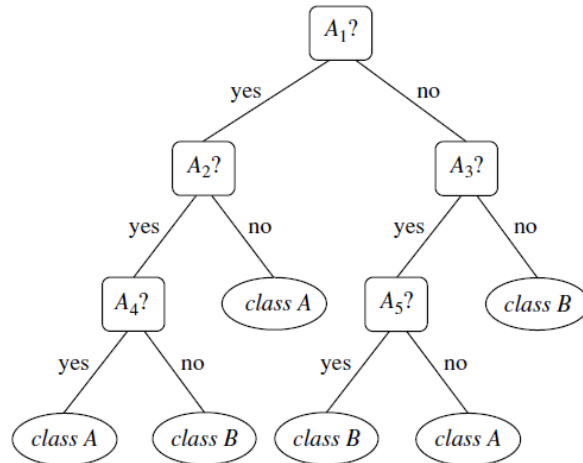 A₁?
yes no
A₂? A₃?
yes no yes no
A₄? class A A₅? class B
yes no yes no
class A class B class B class A